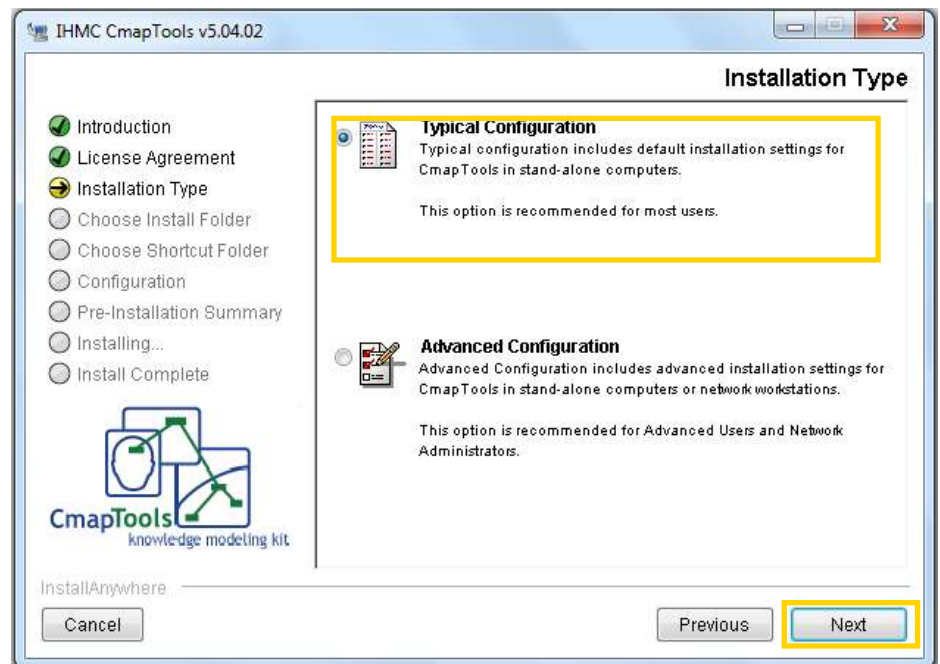 IHMC CmapTools v5.04.02
Installation Type
Introduction
License Agreement
Installation Type
Choose Install Folder
Choose Shortcut Folder
Configuration
Pre-Installation Summary
Installing...
Install Complete
CmapTools
knowledge modeling kit
Typical Configuration
Typical configuration includes default installation settings for
CmapTools in stand-alone computers.
This option is recommended for most users.
Advanced Configuration
Advanced Configuration includes advanced installation settings for
CmapTools in stand-alone computers or network workstations.
This option is recommended for Advanced Users and Network
Administrators.
InstallAnywhere
Cancel
Previous
Next